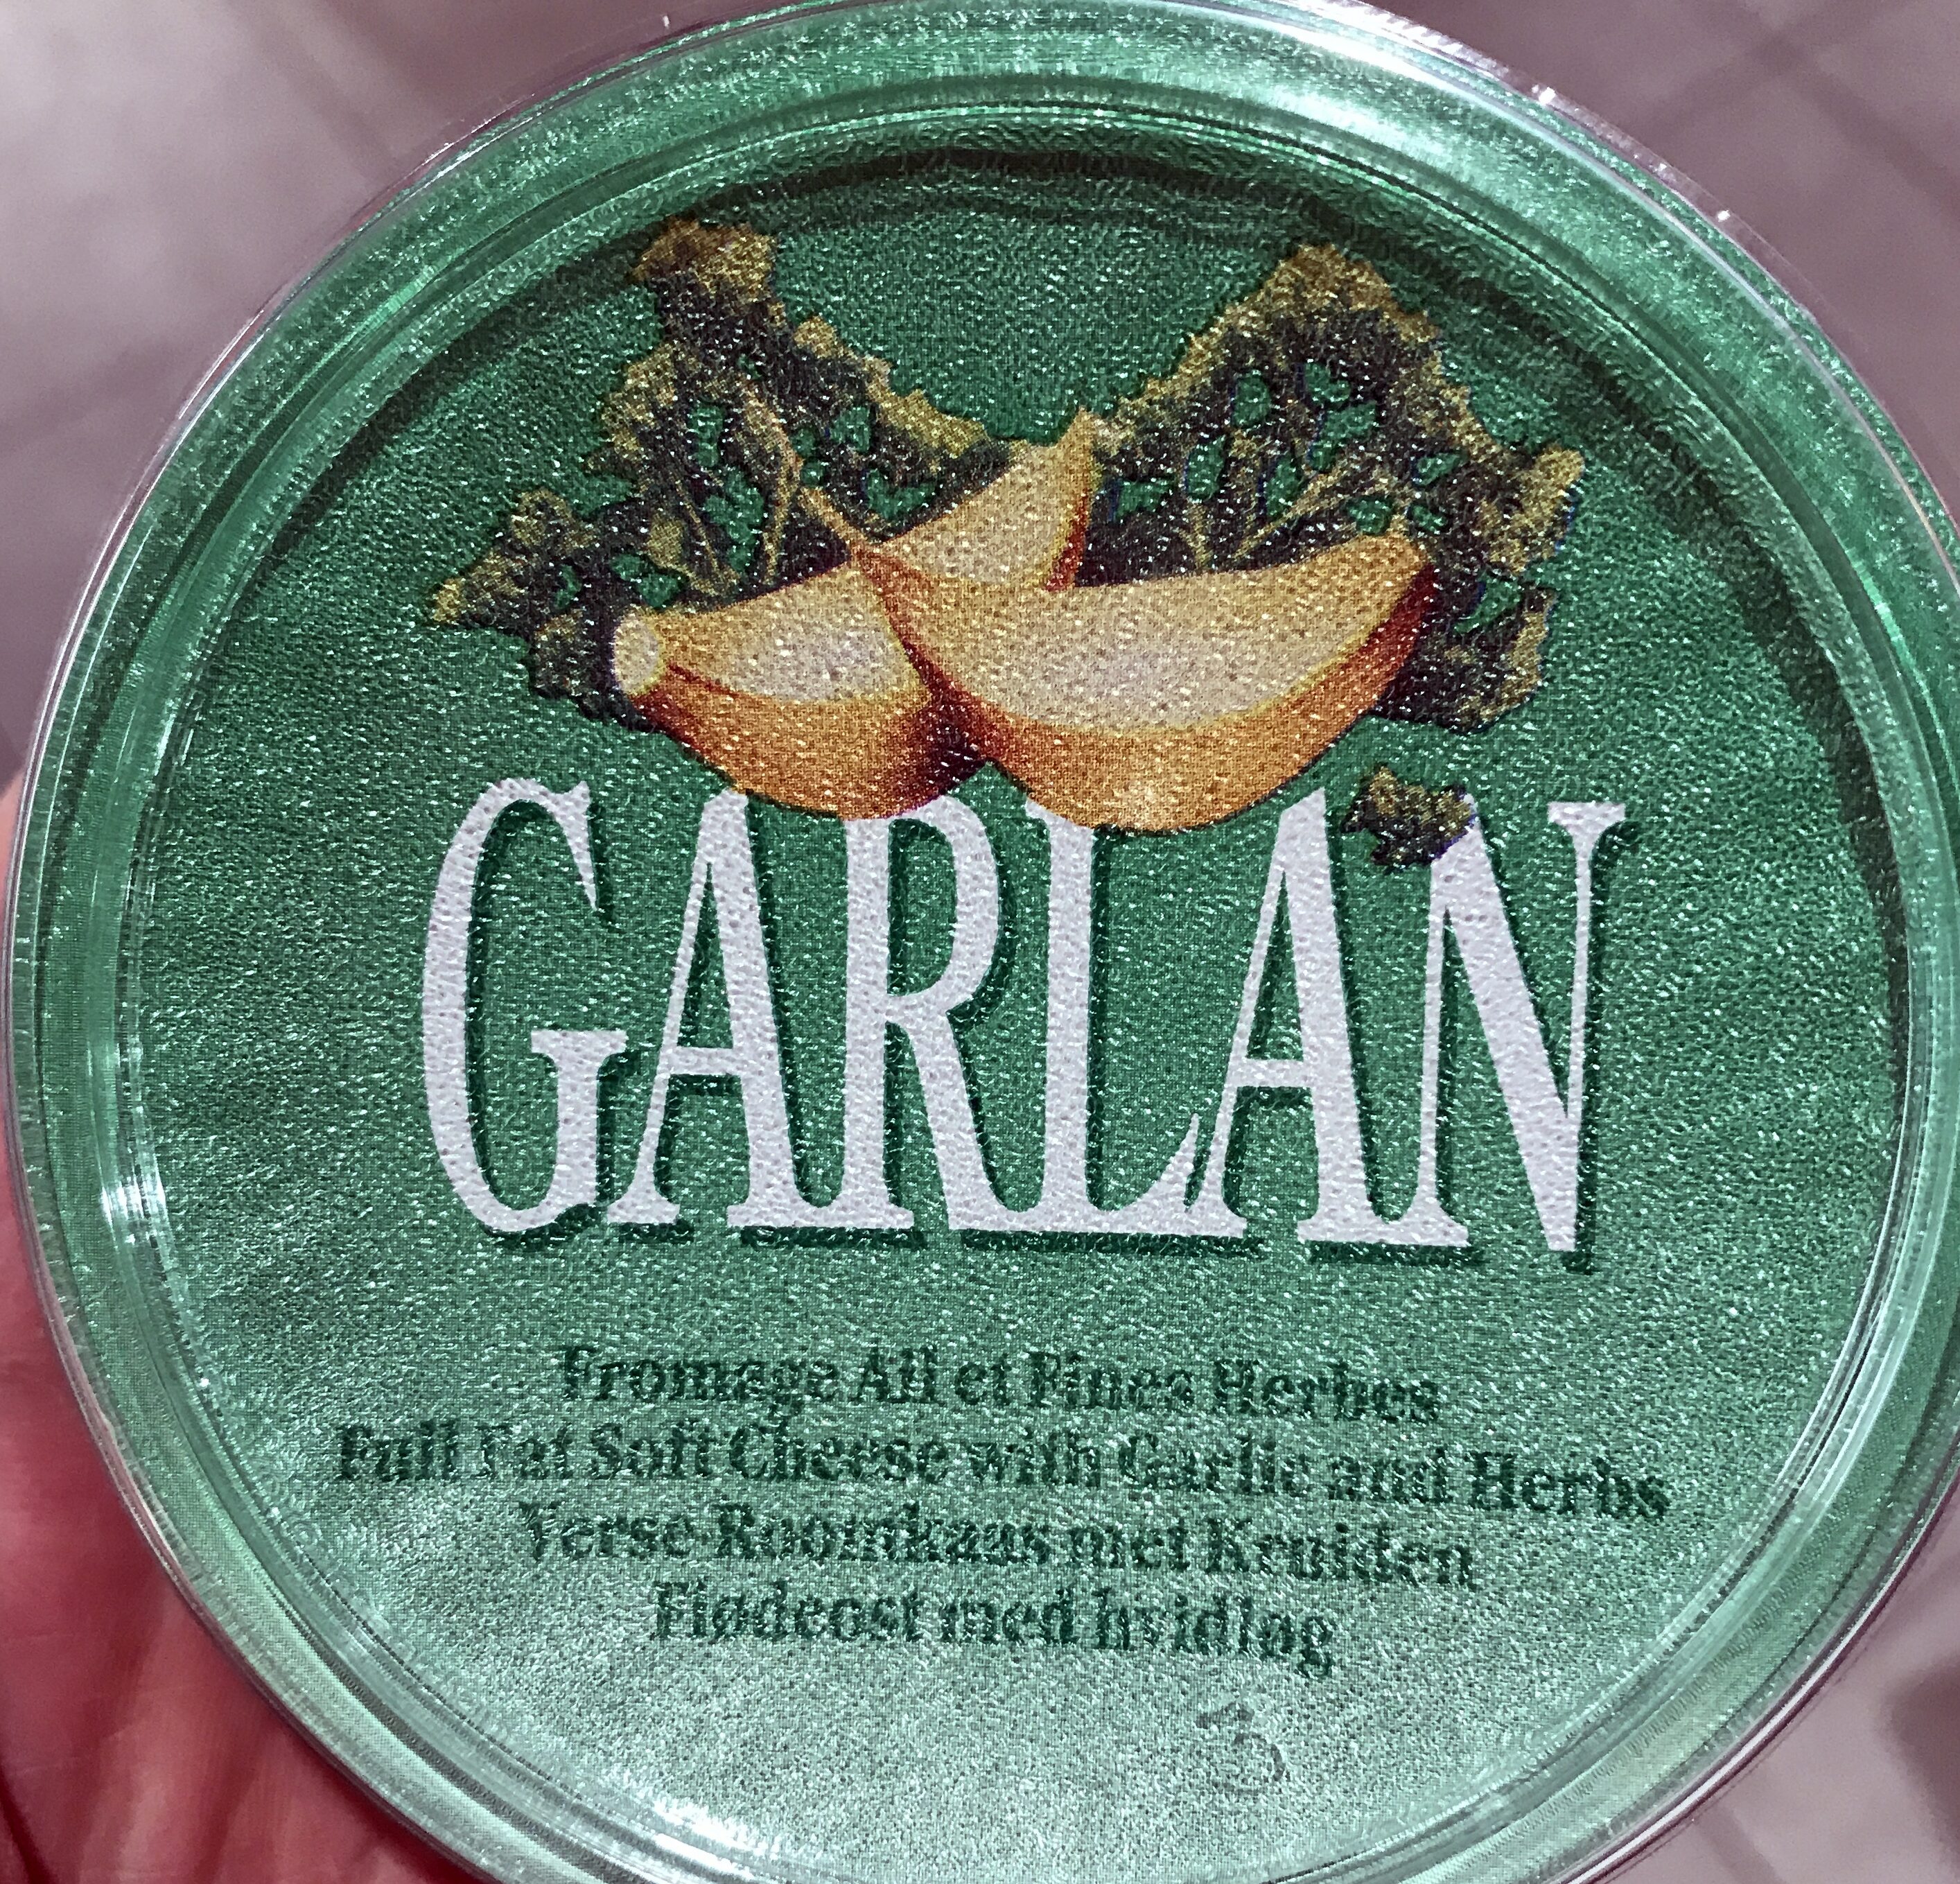 GARLAN
Fromage Ail et Fines Herbes
Full Fat Soft Cheese with Garlic and Herbs
Verse Roomkaas met Kruiden
Flødeost med hvidløg
3